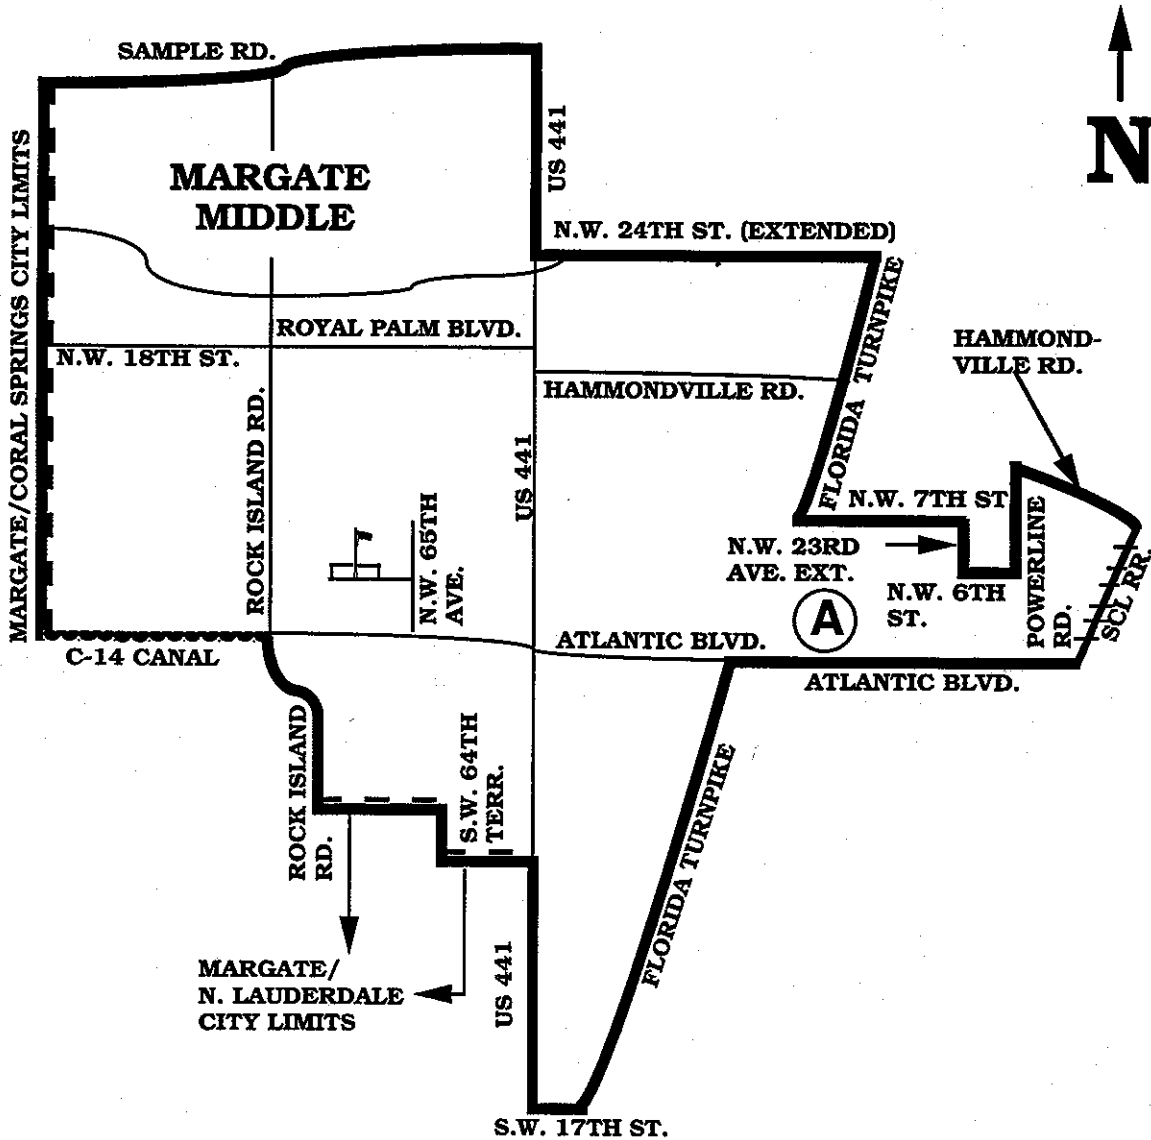 SAMPLE RD.
N
MARGATE
MIDDLE
US 441
MARGATE/CORAL SPRINGS CITY LIMITS
N.W. 24TH ST. (EXTENDED)
FLORIDA TURNPIKE
ROYAL PALM BLVD.
N.W. 18TH ST.
HAMMOND-
VILLE RD.
HAMMONDVILLE RD.
ROCK ISLAND RD.
US 441
N.W. 65TH
AVE.
N.W. 7TH ST
N.W. 23RD
AVE. EXT.
N.W. 6TH
ST.
POWERLINE
RD.
SCL RR.
A
ATLANTIC BLVD.
C-14 CANAL
ATLANTIC BLVD.
ROCK ISLAND
RD.
S.W. 64TH
TERR.
FLORIDA TURNPIKE
MARGATE/
N. LAUDERDALE
CITY LIMITS
US 441
S.W. 17TH ST.